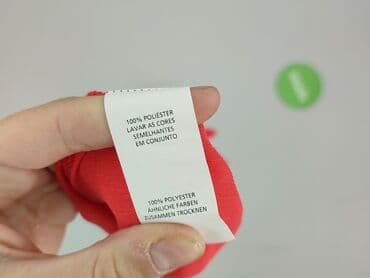 100% POLIÉSTER
LAVAR AS CORES
SEMELHANTES
EM CONJUNTO
100% POLYESTER
ÄHNLICHE FARBEN
ZUSAMMEN TROCKNEN